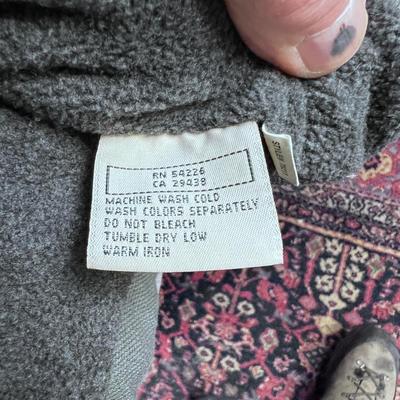 RN 54226
CA 29438
MACHINE WASH COLD
WASH COLORS SEPARATELY
DO NOT BLEACH
TUMBLE DRY LOW
WARM IRON